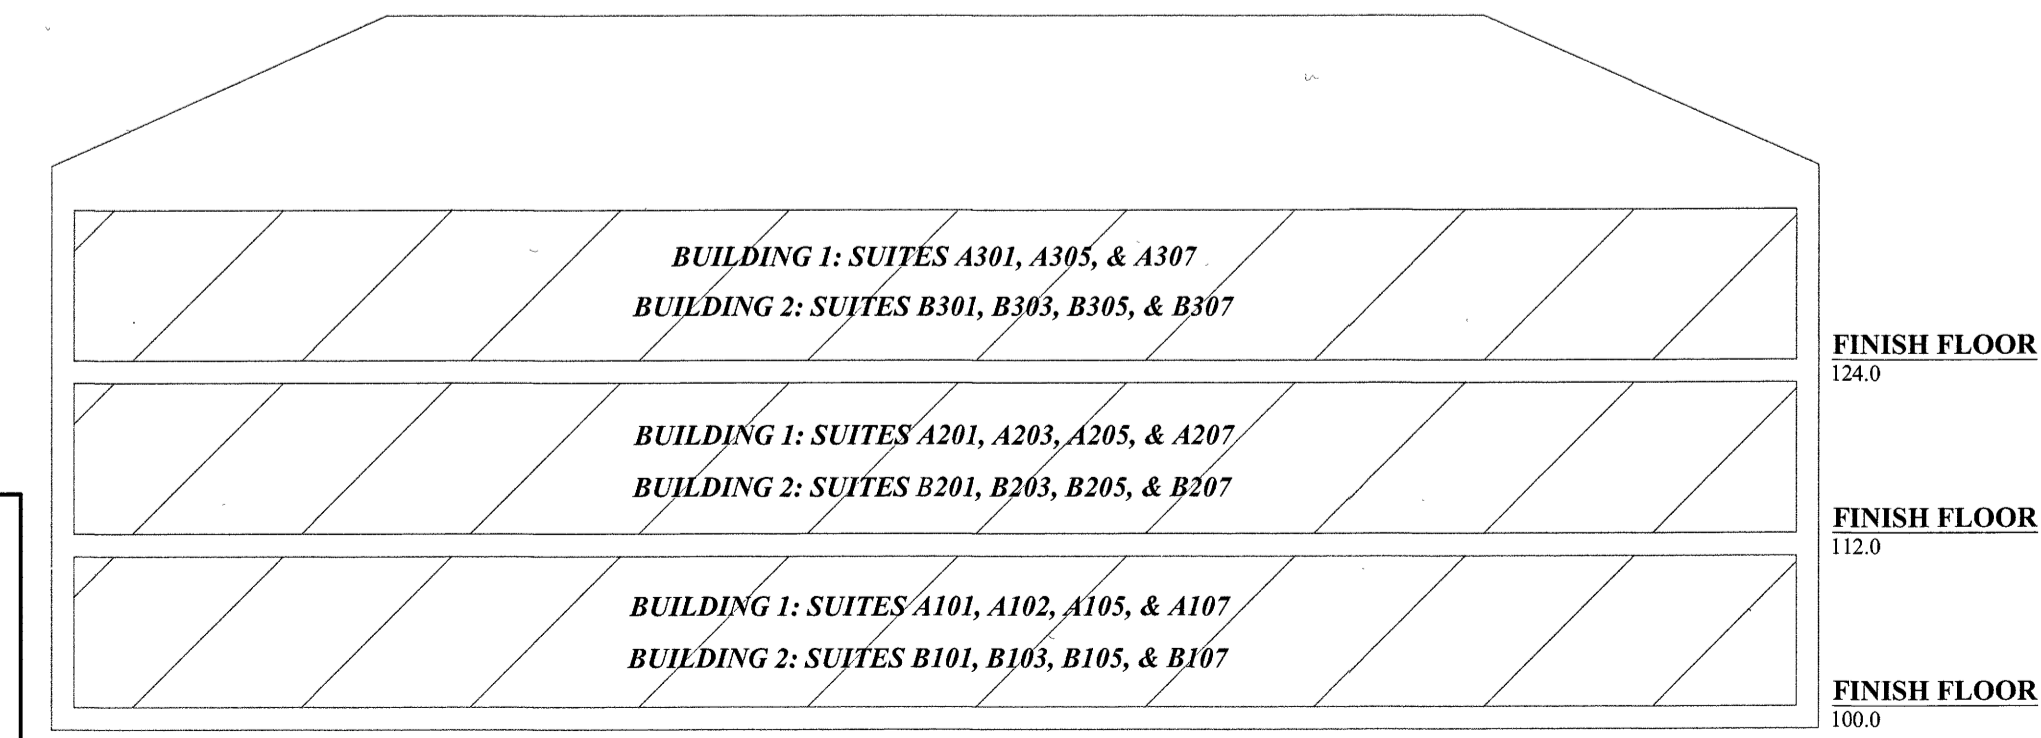 BUILDING 1: SUITES A301, A305, & A307
BUILDING 2: SUITES B301, B303, B305, & B307
FINISH FLOOR
124.0
BUILDING 1: SUITES A201, A203, A205, & A207
BUILDING 2: SUITES B201, B203, B205, & B207
FINISH FLOOR
112.0
BUILDING 1: SUITES A101, A102, A105, & A107
BUILDING 2: SUITES B101, B103, B105, & B107
FINISH FLOOR
100.0